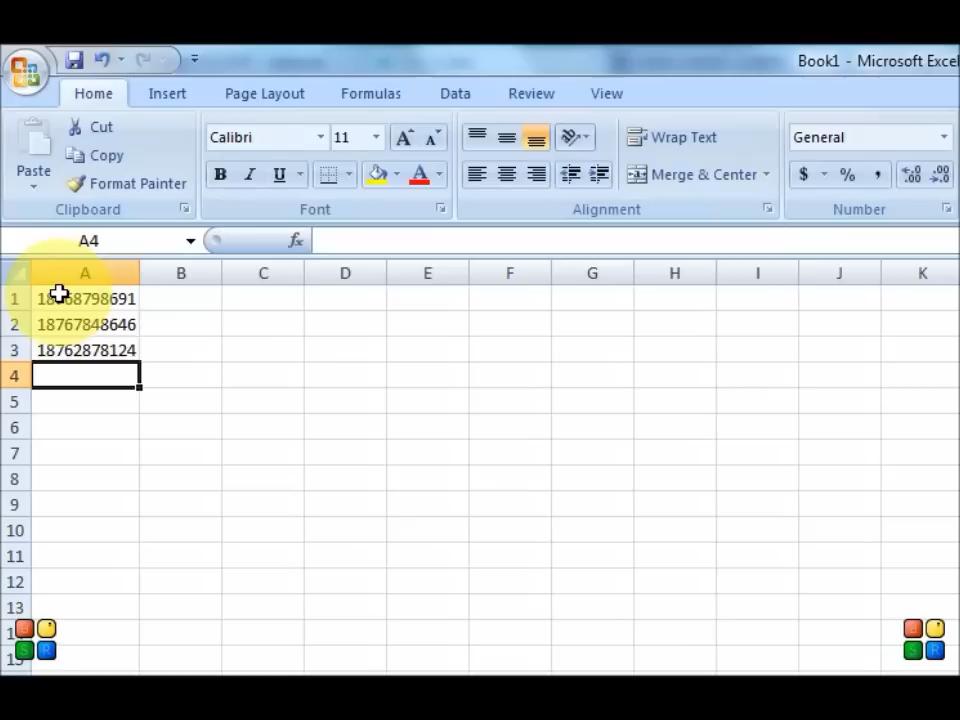 Book1 - Microsoft Exce
Home Insert Page Layout Formulas Data Review View
Cut
Calibri 11 Wrap Text General
Copy
Paste B I U A Merge & Center $ % ,
Format Painter
Clipboard Font Alignment Number
A4 fx
A B C D E F G H I J K
1 18768798691
2 18767848646
3 18762878124
4
5
6
7
8
9
10
11
12
13